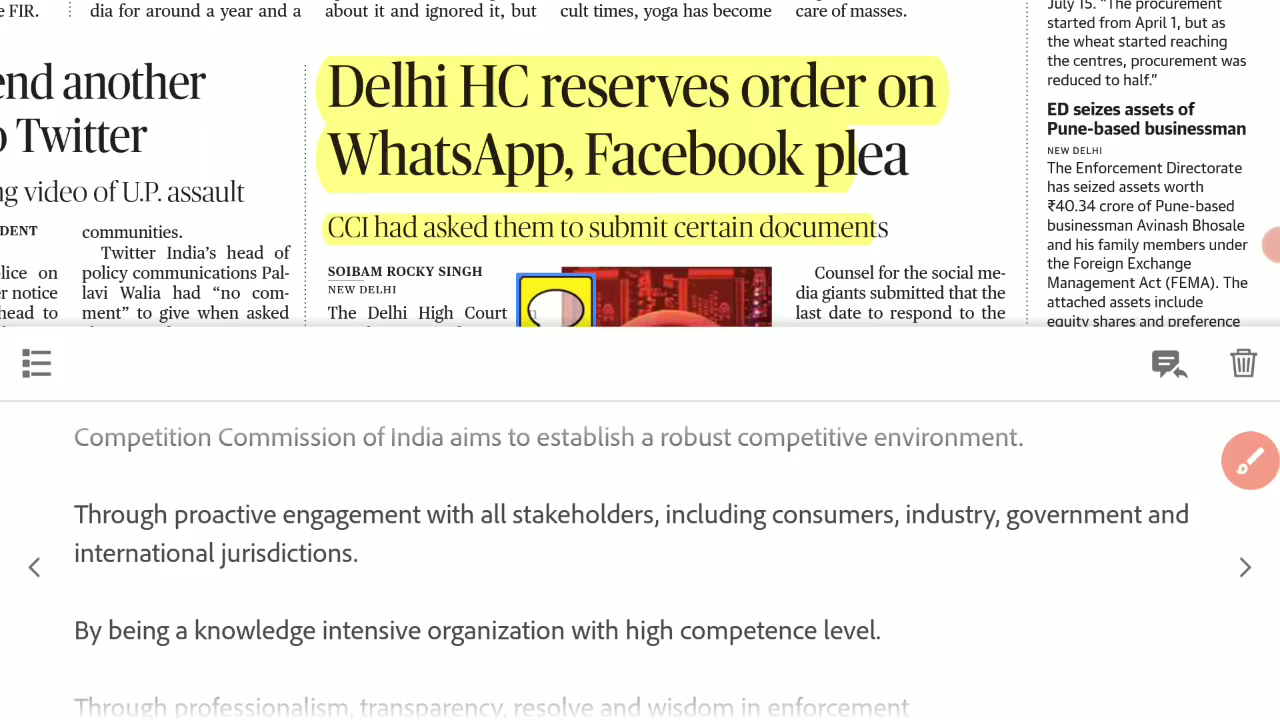 e FIR.
dia for around a year and a
about it and ignored it, but
cult times, yoga has become
care of masses.
end another
o Twitter
ng video of U.P. assault
DENT
lice on
er notice
head to
communities.
Twitter India's head of
policy communications Pal-
lavi Walia had “no com-
ment” to give when asked
Delhi HC reserves order on
WhatsApp, Facebook plea
CCI had asked them to submit certain documents
SOIBAM ROCKY SINGH
NEW DELHI
The Delhi High Court
Counsel for the social me-
dia giants submitted that the
last date to respond to the
July 15. “The procurement
started from April 1, but as
the wheat started reaching
the centres, procurement was
reduced to half.”
ED seizes assets of
Pune-based businessman
NEW DELHI
The Enforcement Directorate
has seized assets worth
₹40.34 crore of Pune-based
businessman Avinash Bhosale
and his family members under
the Foreign Exchange
Management Act (FEMA). The
attached assets include
equity shares and preference
Competition Commission of India aims to establish a robust competitive environment.
Through proactive engagement with all stakeholders, including consumers, industry, government and
international jurisdictions.
By being a knowledge intensive organization with high competence level.
Through professionalism, transparency, resolve and wisdom in enforcement